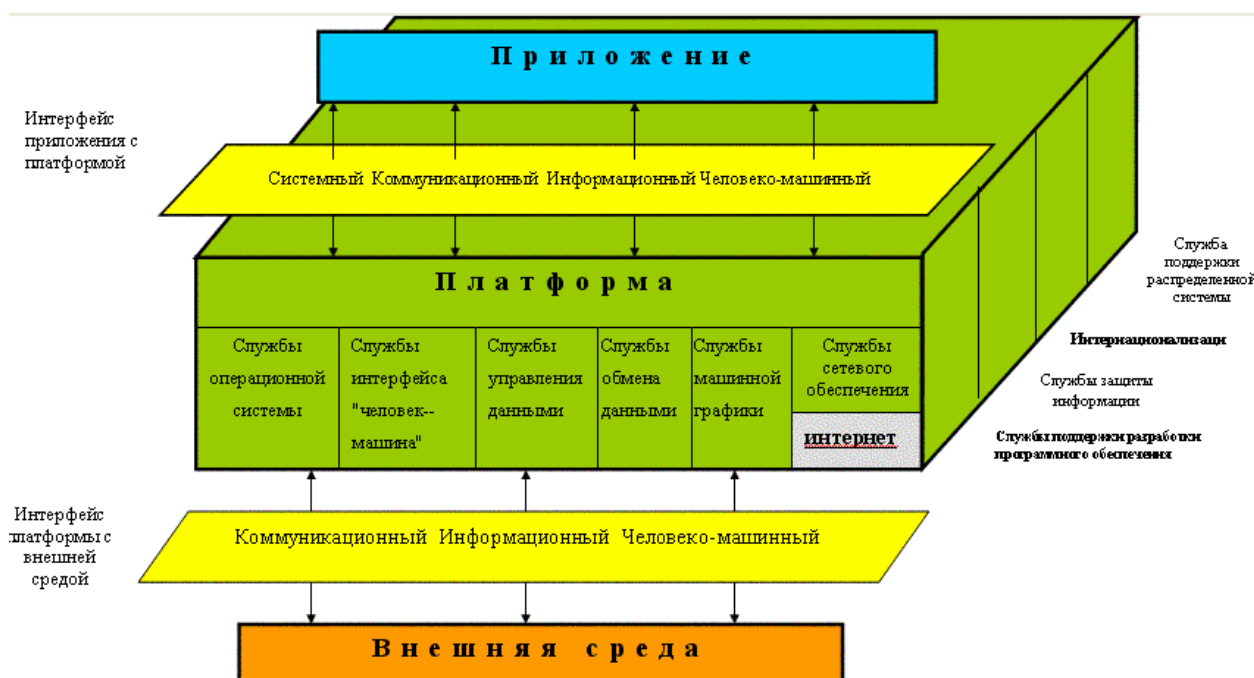 Приложение
Интерфейс
приложения с
платформой
Системный Коммуникационный Информационный Человеко-машинный
Платформа
Службы
операционной
системы
Службы
интерфейса
"человек--
машина"
Службы
управления
данными
Службы
обмена
данными
Службы
машинной
графики
Службы
сетевого
обеспечения
интернет
Служба
поддержки
распределенной
системы
Интернационализаци
Службы защиты
информации
Службы поддержки разработки
программного обеспечения
Интерфейс
платформы с
внешней
средой
Коммуникационный Информационный Человеко-машинный
Внешняя среда